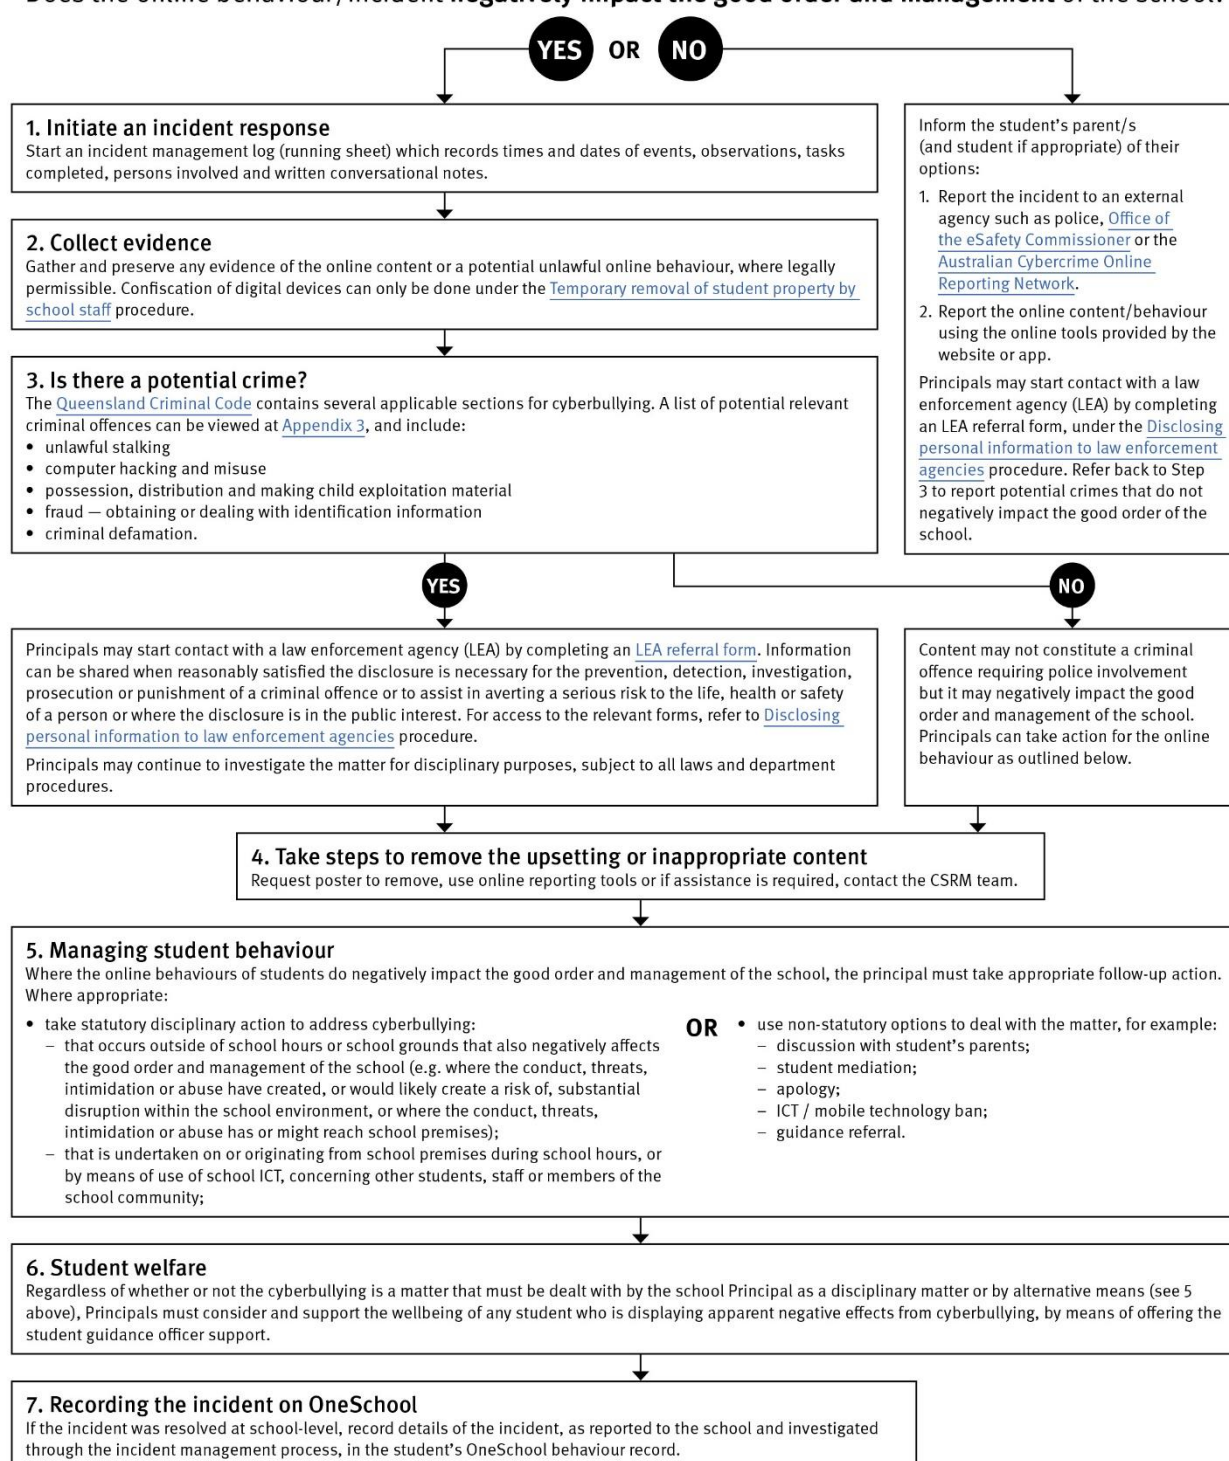 Does the online behaviour/incident negatively impact the good order and management of the school?
YES OR NO
1. Initiate an incident response
Start an incident management log (running sheet) which records times and dates of events, observations, tasks
completed, persons involved and written conversational notes.
2. Collect evidence
Gather and preserve any evidence of the online content or a potential unlawful online behaviour, where legally
permissible. Confiscation of digital devices can only be done under the Temporary removal of student property by
school staff procedure.
3. Is there a potential crime?
The Queensland Criminal Code contains several applicable sections for cyberbullying. A list of potential relevant
criminal offences can be viewed at Appendix 3, and include:
• unlawful stalking
• computer hacking and misuse
• possession, distribution and making child exploitation material
• fraud — obtaining or dealing with identification information
• criminal defamation.
Inform the student's parent/s
(and student if appropriate) of their
options:
1. Report the incident to an external
agency such as police, Office of
the eSafety Commissioner or the
Australian Cybercrime Online
Reporting Network.
2. Report the online content/behaviour
using the online tools provided by the
website or app.
Principals may start contact with a law
enforcement agency (LEA) by completing
an LEA referral form, under the Disclosing
personal information to law enforcement
agencies procedure. Refer back to Step
3 to report potential crimes that do not
negatively impact the good order of the
school.
YES
NO
Principals may start contact with a law enforcement agency (LEA) by completing an LEA referral form. Information
can be shared when reasonably satisfied the disclosure is necessary for the prevention, detection, investigation,
prosecution or punishment of a criminal offence or to assist in averting a serious risk to the life, health or safety
of a person or where the disclosure is in the public interest. For access to the relevant forms, refer to Disclosing
personal information to law enforcement agencies procedure.
Principals may continue to investigate the matter for disciplinary purposes, subject to all laws and department
procedures.
Content may not constitute a criminal
offence requiring police involvement
but it may negatively impact the good
order and management of the school.
Principals can take action for the online
behaviour as outlined below.
4. Take steps to remove the upsetting or inappropriate content
Request poster to remove, use online reporting tools or if assistance is required, contact the CSRM team.
5. Managing student behaviour
Where the online behaviours of students do negatively impact the good order and management of the school, the principal must take appropriate follow-up action.
Where appropriate:
• take statutory disciplinary action to address cyberbullying:
– that occurs outside of school hours or school grounds that also negatively affects
the good order and management of the school (e.g. where the conduct, threats,
intimidation or abuse have created, or would likely create a risk of, substantial
disruption within the school environment, or where the conduct, threats,
intimidation or abuse has or might reach school premises);
– that is undertaken on or originating from school premises during school hours, or
by means of use of school ICT, concerning other students, staff or members of the
school community;
OR
• use non-statutory options to deal with the matter, for example:
– discussion with student's parents;
– student mediation;
– apology;
– ICT / mobile technology ban;
– guidance referral.
6. Student welfare
Regardless of whether or not the cyberbullying is a matter that must be dealt with by the school Principal as a disciplinary matter or by alternative means (see 5
above), Principals must consider and support the wellbeing of any student who is displaying apparent negative effects from cyberbullying, by means of offering the
student guidance officer support.
7. Recording the incident on OneSchool
If the incident was resolved at school-level, record details of the incident, as reported to the school and investigated
through the incident management process, in the student's OneSchool behaviour record.